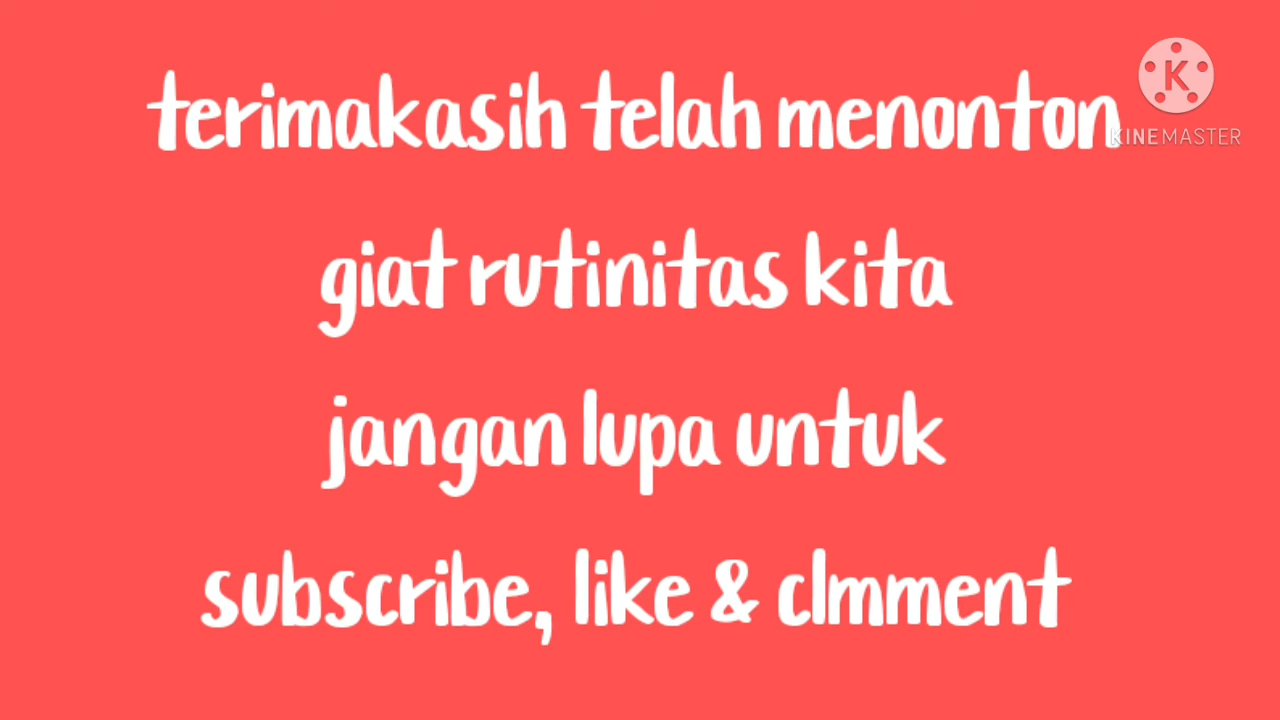 terimakasih telah menonton
K
KINEMASTER
giat rutinitas kita
jangan lupa untuk
subscribe, like & clmment